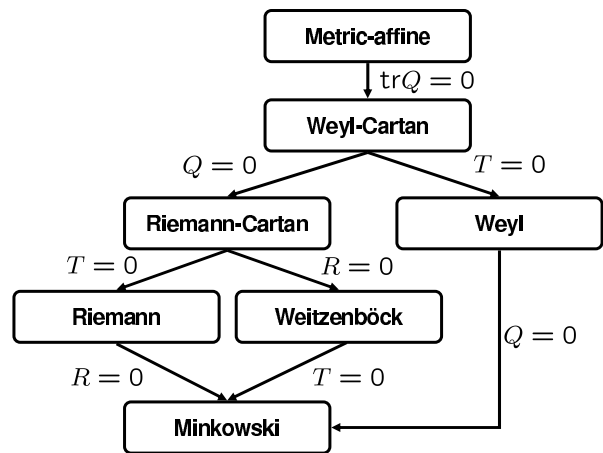 Metric-affine
trQ = 0
Weyl-Cartan
Q = 0
T = 0
Riemann-Cartan
Weyl
T = 0
R = 0
Riemann
Weitzenböck
Q = 0
R = 0
T = 0
Minkowski